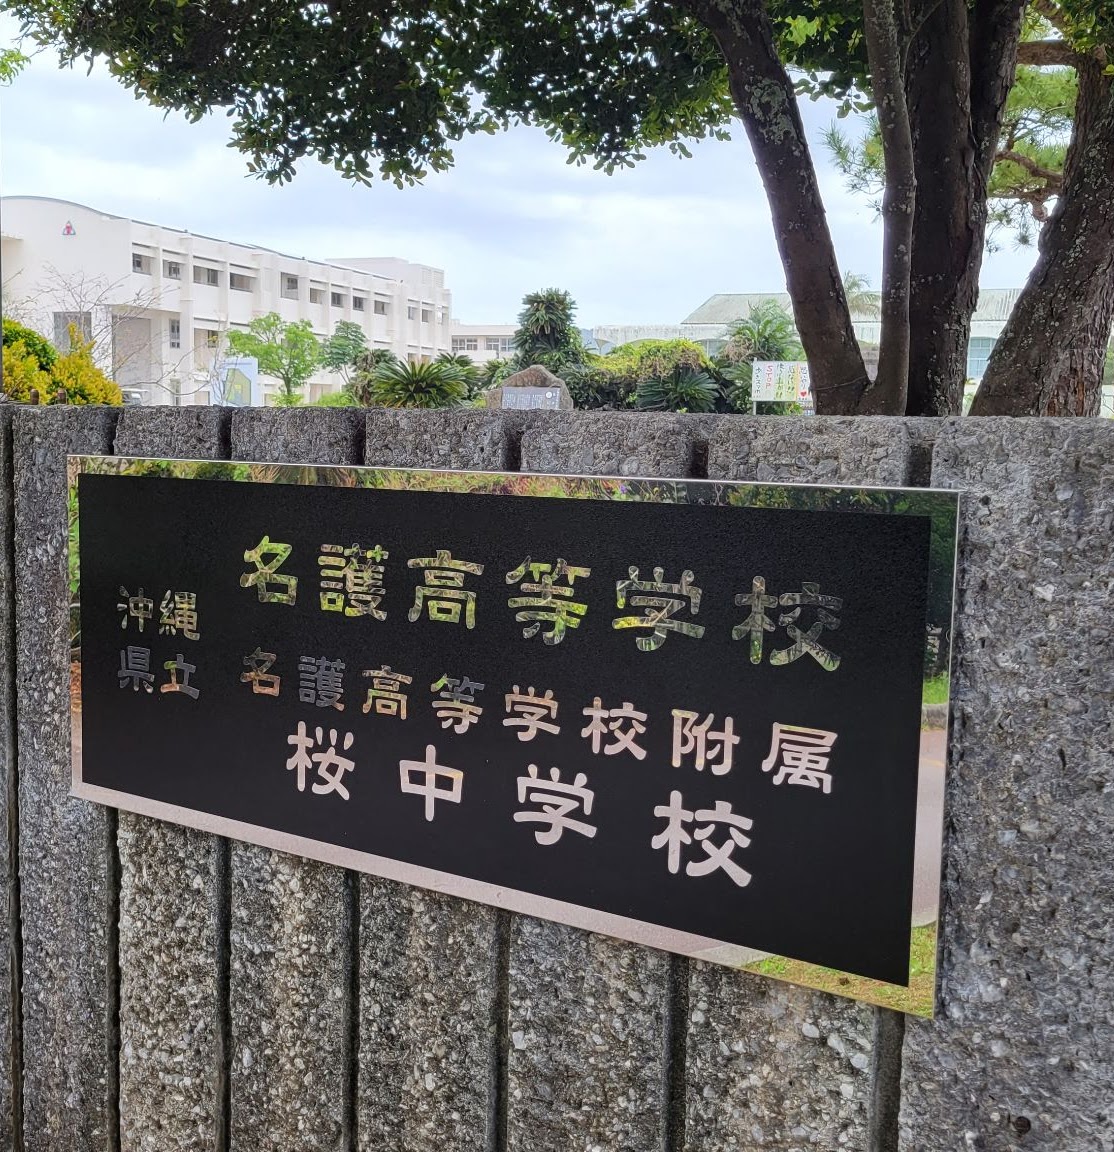 沖縄県立
名護高等学校
名護高等学校附属
桜中学校